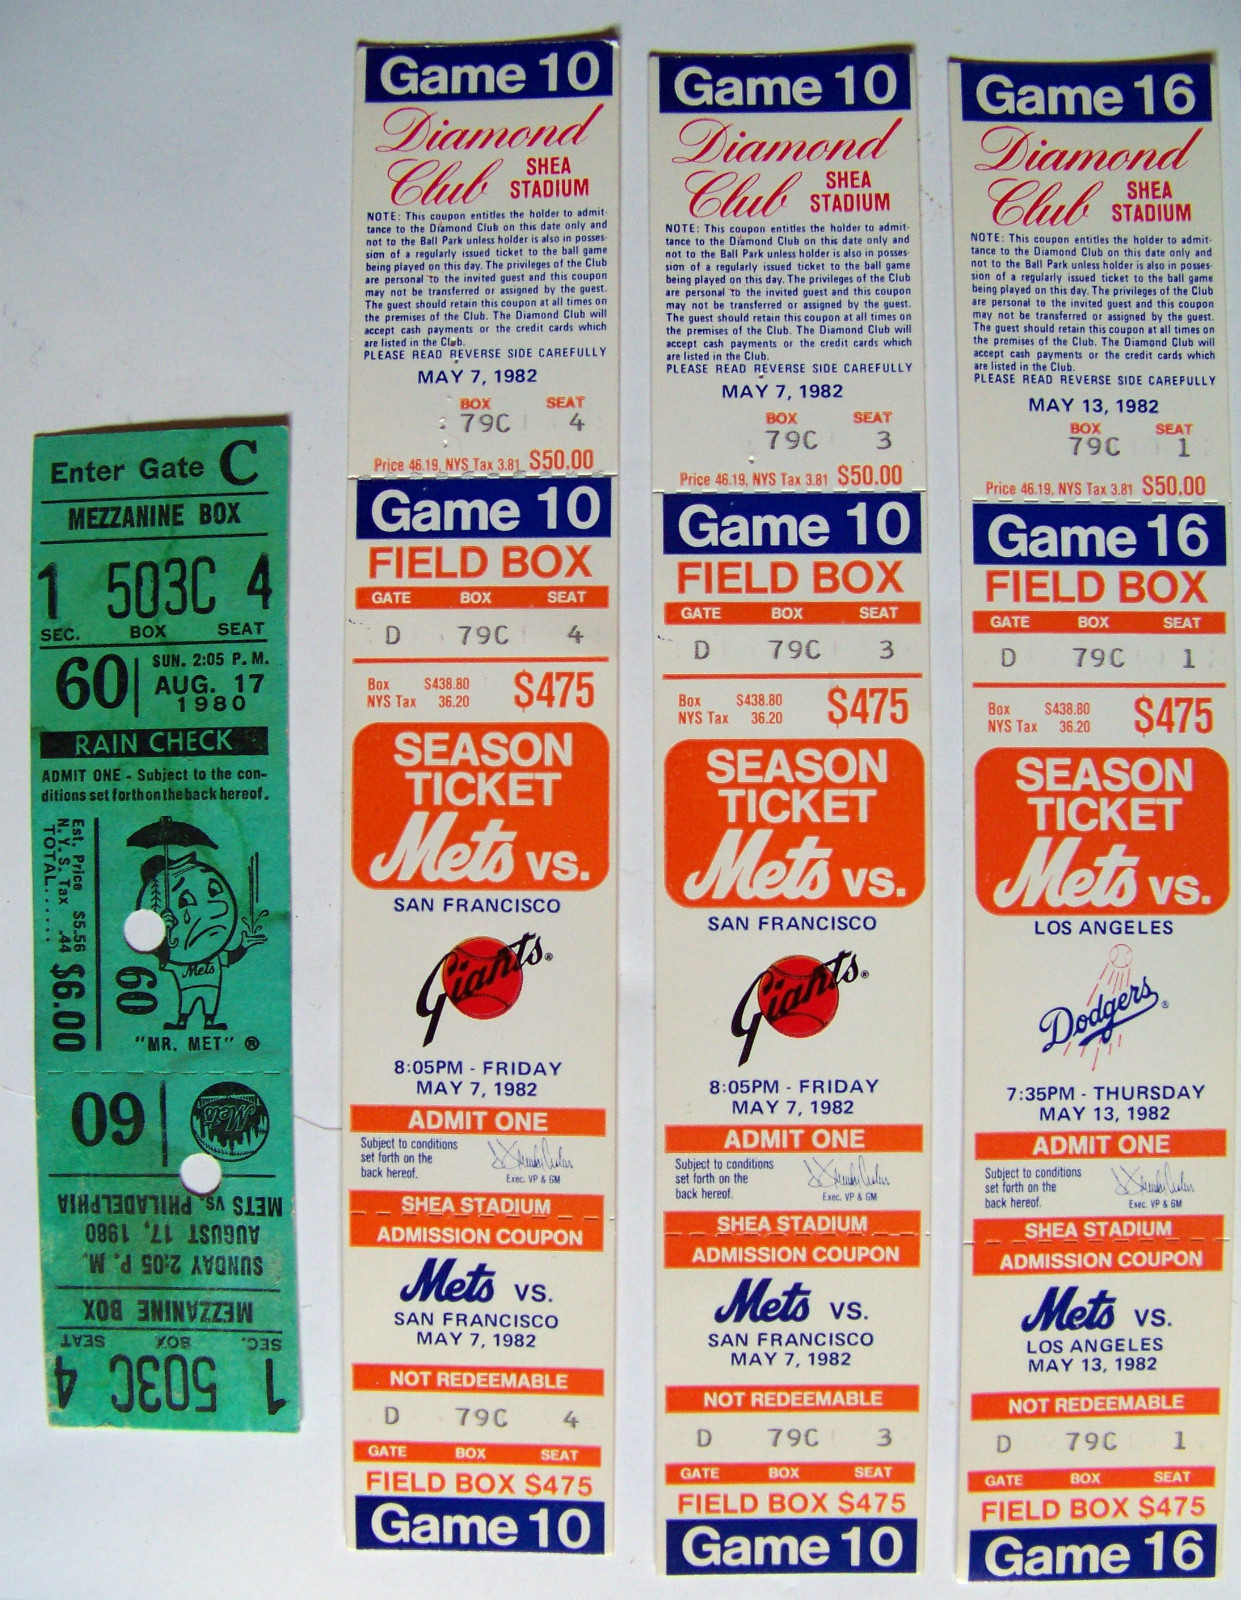 Enter Gate C
MEZZANINE BOX
1 503C 4
SEC. BOX SEAT
60 SUN. 2:05 P.M.
AUG. 17
1980
RAIN CHECK
ADMIT ONE - Subject to the con-
ditions set forth on the back hereof.
Est. Price $5.56
N.Y.S. Tax .44
TOTAL...... $6.00
60
Mets
"MR. MET" ®
60
Mets
METS vs. PHILADELPHIA
AUGUST 17, 1980
SUNDAY 2:05 P. M.
MEZZANINE BOX
SEC. BOX SEAT
1 503C 4
Game 10
Diamond
Club SHEA
STADIUM
NOTE: This coupon entitles the holder to admit-
tance to the Diamond Club on this date only and
not to the Ball Park unless holder is also in posses-
sion of a regularly issued ticket to the ball game
being played on this day. The privileges of the Club
are personal to the invited guest and this coupon
may not be transferred or assigned by the guest.
The guest should retain this coupon at all times on
the premises of the Club. The Diamond Club will
accept cash payments or the credit cards which
are listed in the Club.
PLEASE READ REVERSE SIDE CAREFULLY
MAY 7, 1982
BOX SEAT
79C 4
Price 46.19, NYS Tax 3.81 $50.00
Game 10
FIELD BOX
GATE BOX SEAT
D 79C 4
Box $438.80
NYS Tax 36.20 $475
SEASON
TICKET
Mets vs.
SAN FRANCISCO
Giants®
8:05PM - FRIDAY
MAY 7, 1982
ADMIT ONE
Subject to conditions
set forth on the
back hereof.
Exec. VP & GM
SHEA STADIUM
ADMISSION COUPON
Mets vs.
SAN FRANCISCO
MAY 7, 1982
NOT REDEEMABLE
D 79C 4
GATE BOX SEAT
FIELD BOX $475
Game 10
Game 10
Diamond
Club SHEA
STADIUM
NOTE: This coupon entitles the holder to admit-
tance to the Diamond Club on this date only and
not to the Ball Park unless holder is also in posses-
sion of a regularly issued ticket to the ball game
being played on this day. The privileges of the Club
are personal to the invited guest and this coupon
may not be transferred or assigned by the guest.
The guest should retain this coupon at all times on
the premises of the Club. The Diamond Club will
accept cash payments or the credit cards which
are listed in the Club.
PLEASE READ REVERSE SIDE CAREFULLY
MAY 7, 1982
BOX SEAT
79C 3
Price 46.19, NYS Tax 3.81 $50.00
Game 10
FIELD BOX
GATE BOX SEAT
D 79C 3
Box $438.80
NYS Tax 36.20 $475
SEASON
TICKET
Mets vs.
SAN FRANCISCO
Giants®
8:05PM - FRIDAY
MAY 7, 1982
ADMIT ONE
Subject to conditions
set forth on the
back hereof.
Exec. VP & GM
SHEA STADIUM
ADMISSION COUPON
Mets vs.
SAN FRANCISCO
MAY 7, 1982
NOT REDEEMABLE
D 79C 3
GATE BOX SEAT
FIELD BOX $475
Game 10
Game 16
Diamond
Club SHEA
STADIUM
NOTE: This coupon entitles the holder to admit-
tance to the Diamond Club on this date only and
not to the Ball Park unless holder is also in posses-
sion of a regularly issued ticket to the ball game
being played on this day. The privileges of the Club
are personal to the invited guest and this coupon
may not be transferred or assigned by the guest.
The guest should retain this coupon at all times on
the premises of the Club. The Diamond Club will
accept cash payments or the credit cards which
are listed in the Club.
PLEASE READ REVERSE SIDE CAREFULLY
MAY 13, 1982
BOX SEAT
79C 1
Price 46.19, NYS Tax 3.81 $50.00
Game 16
FIELD BOX
GATE BOX SEAT
D 79C 1
Box $438.80
NYS Tax 36.20 $475
SEASON
TICKET
Mets vs.
LOS ANGELES
Dodgers®
7:35PM - THURSDAY
MAY 13, 1982
ADMIT ONE
Subject to conditions
set forth on the
back hereof.
Exec. VP & GM
SHEA STADIUM
ADMISSION COUPON
Mets vs.
LOS ANGELES
MAY 13, 1982
NOT REDEEMABLE
D 79C 1
GATE BOX SEAT
FIELD BOX $475
Game 16